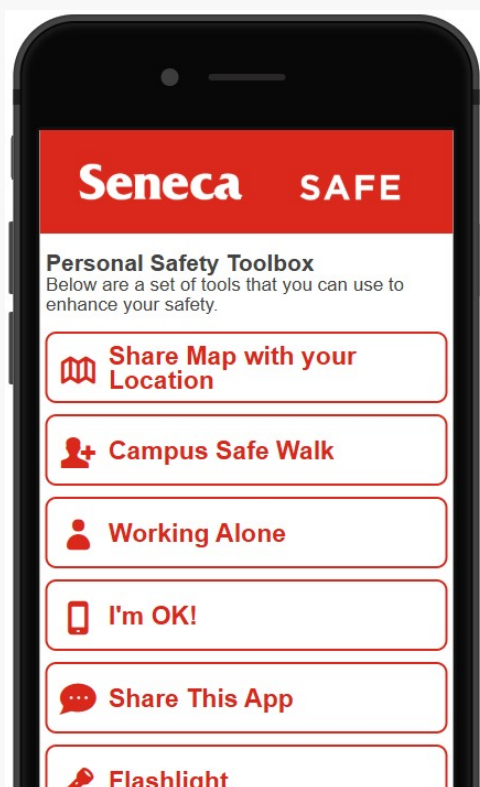 Seneca SAFE
Personal Safety Toolbox
Below are a set of tools that you can use to
enhance your safety.
Share Map with your
Location
Campus Safe Walk
Working Alone
I'm OK!
Share This App
Flashlight